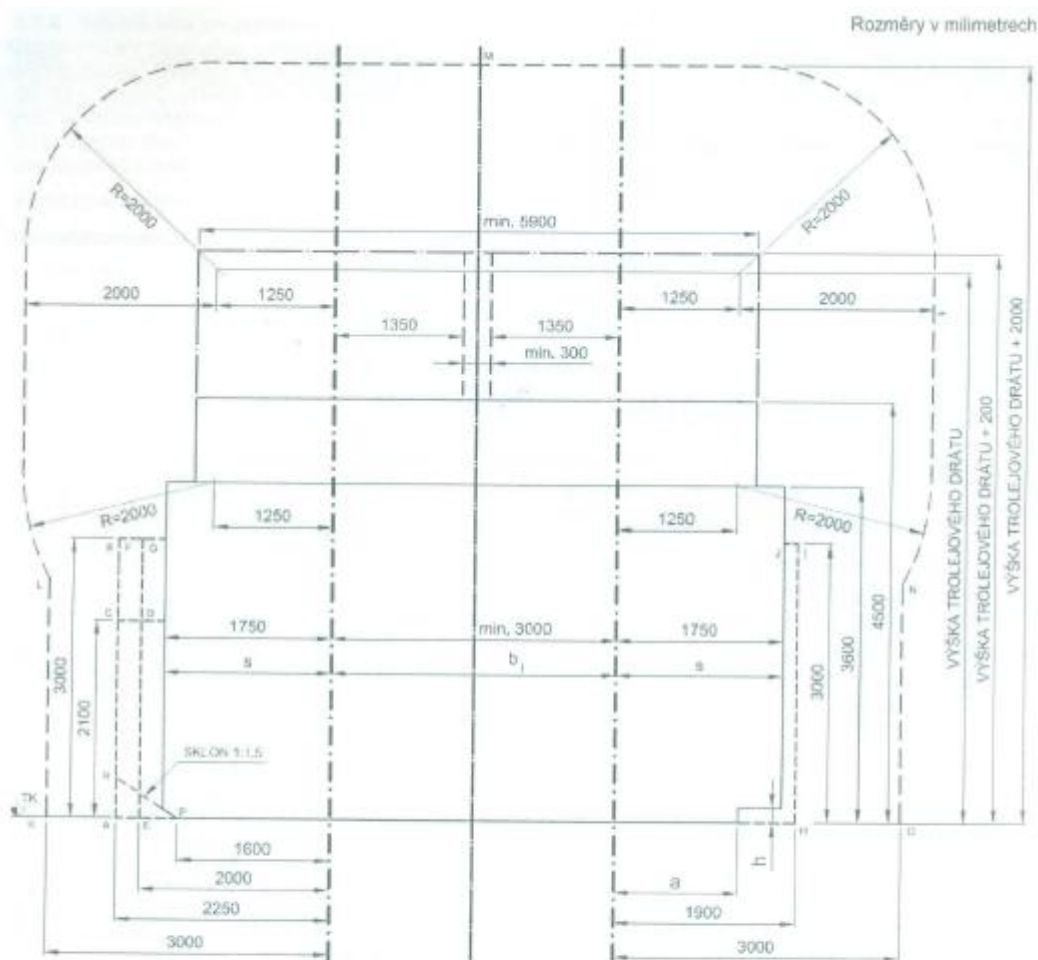 Rozměry v milimetrech
M
R=2000
R=2000
min. 5900
2000
1250
1250
2000
1350
1350
min. 300
R=2000
1250
1250
R=2000
B
F
G
J
I
L
N
C
D
1750
min. 3000
1750
s
b
s
3000
2100
3000
3600
4500
VÝŠKA TROLEJOVÉHO DRÁTU
VÝŠKA TROLEJOVÉHO DRÁTU + 200
VÝŠKA TROLEJOVÉHO DRÁTU + 2000
SKLON 1:1,5
R
TK
K
A
E
P
H
O
h
1600
a
2000
1900
2250
3000
3000